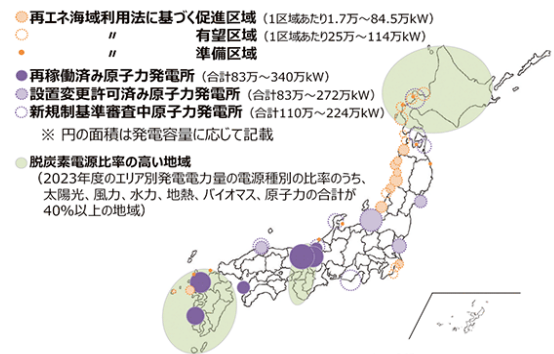 再エネ海域利用法に基づく促進区域（1区域あたり1.7万～84.5万kW）
〃 有望区域（1区域あたり25万～114万kW）
〃 準備区域
再稼働済み原子力発電所（合計83万～340万kW）
設置変更許可済み原子力発電所（合計83万～272万kW）
新規制基準審査中原子力発電所（合計110万～224万kW）
※ 円の面積は発電容量に応じて記載
脱炭素電源比率の高い地域
（2023年度のエリア別発電電力量の電源種別の比率のうち、
太陽光、風力、水力、地熱、バイオマス、原子力の合計が
40％以上の地域）